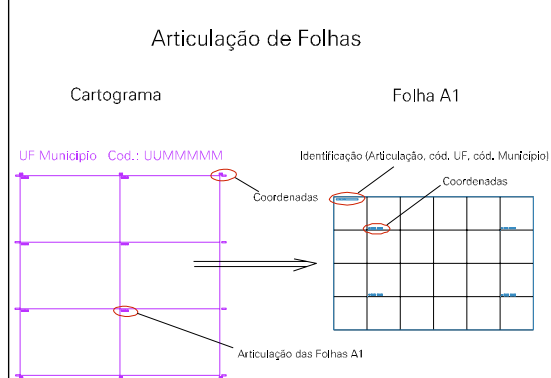 Articulação de Folhas
Cartograma
Folha A1
UF Municipio Cod.: UUMMMMM
Identificação (Articulação, cód. UF, cód. Município)
Coordenadas
Coordenadas
Articulação das Folhas A1